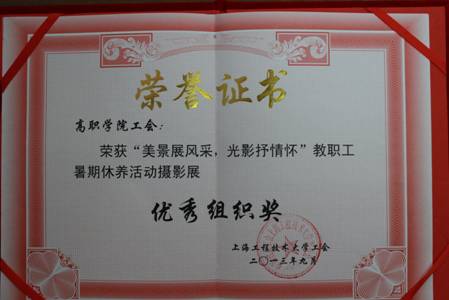 荣誉证书
高职学院工会：
荣获“美景展风采，光影抒情怀”教职工
暑期休养活动摄影展
优秀组织奖
上海工程技术大学工会
二〇一三年九月